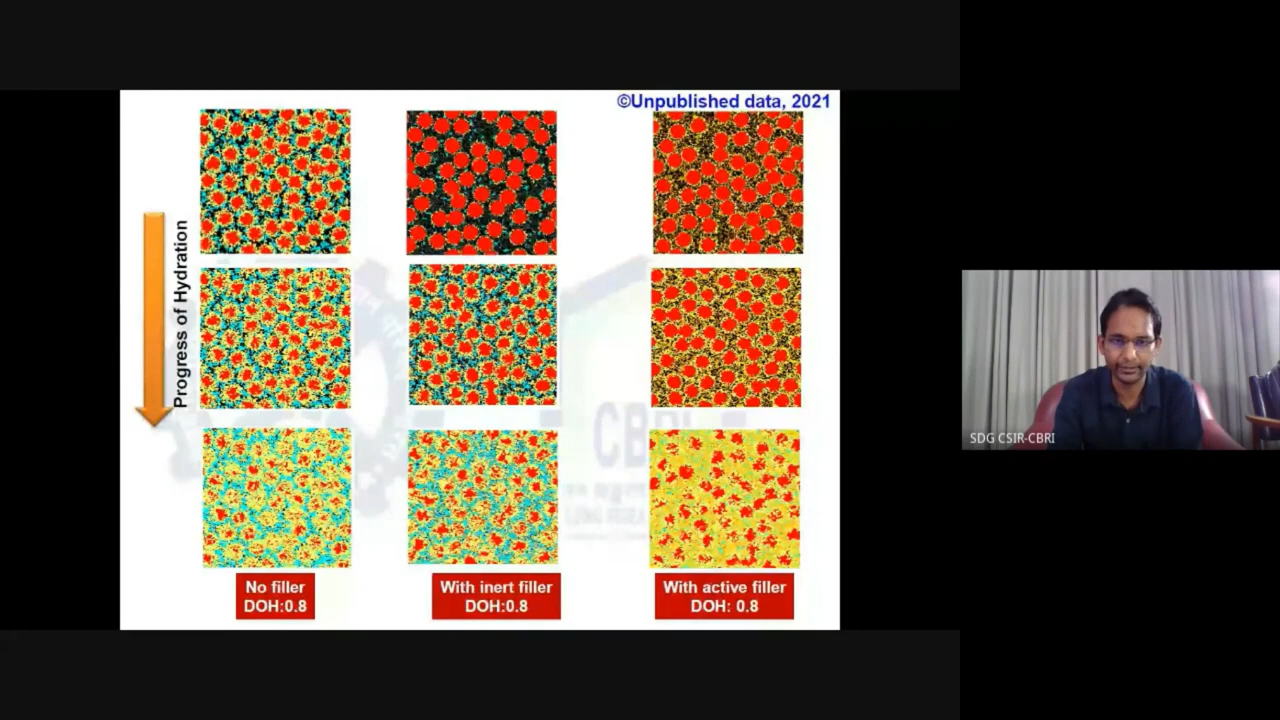 ©Unpublished data, 2021
Progress of Hydration
No filler
DOH:0.8
With inert filler
DOH:0.8
With active filler
DOH: 0.8
SDG CSIR-CBRI